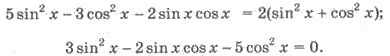 5 sin² x − 3 cos² x − 2 sin x cos x = 2(sin² x + cos² x);
3 sin² x − 2 sin x cos x − 5 cos² x = 0.